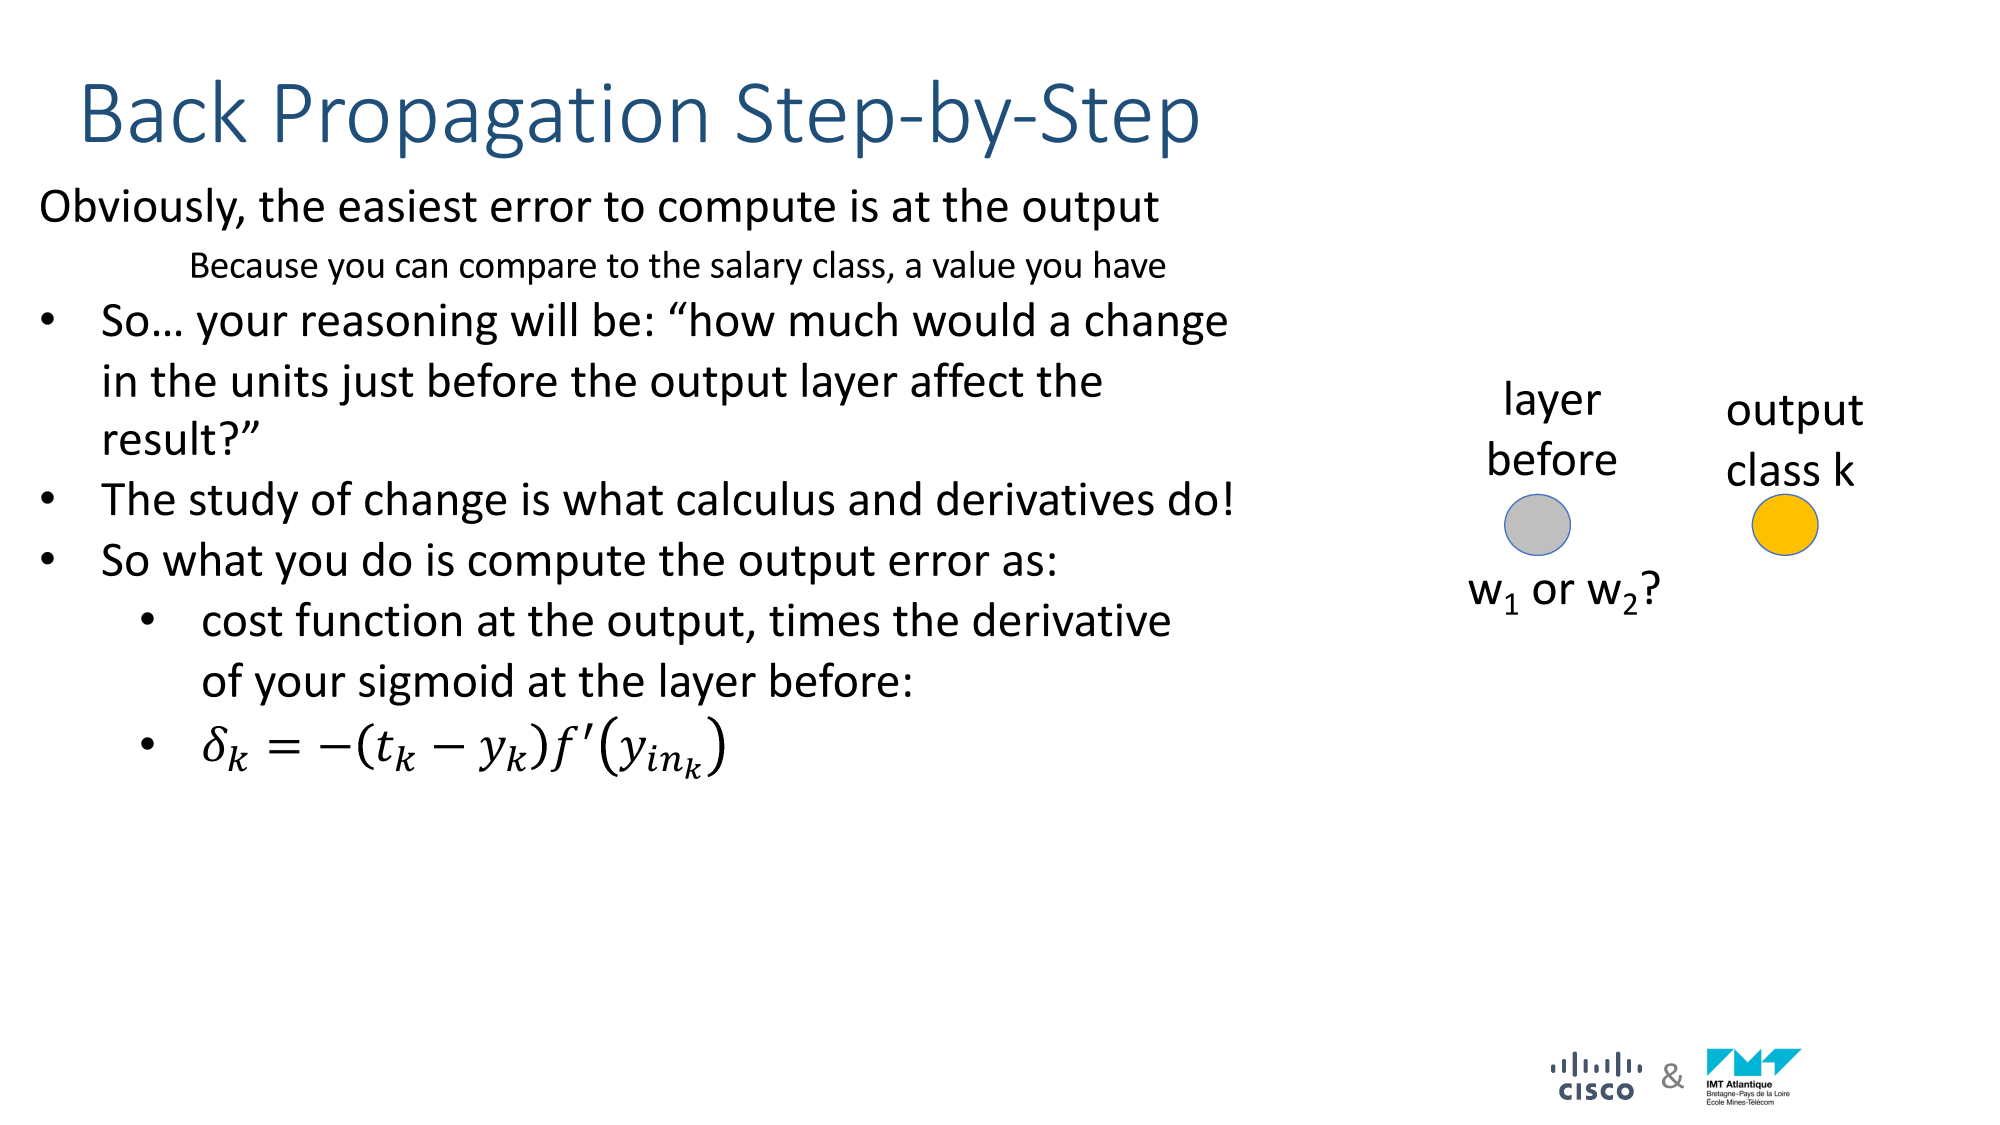 Back Propagation Step-by-Step
Obviously, the easiest error to compute is at the output
Because you can compare to the salary class, a value you have
• So… your reasoning will be: “how much would a change
in the units just before the output layer affect the
result?”
• The study of change is what calculus and derivatives do!
• So what you do is compute the output error as:
• cost function at the output, times the derivative
of your sigmoid at the layer before:
• δₖ = −(tₖ − yₖ)f′(y_{in_k})
layer
before
output
class k
w₁ or w₂?
CISCO
&
IMT Atlantique
Bretagne-Pays de la Loire
École Mines-Télécom